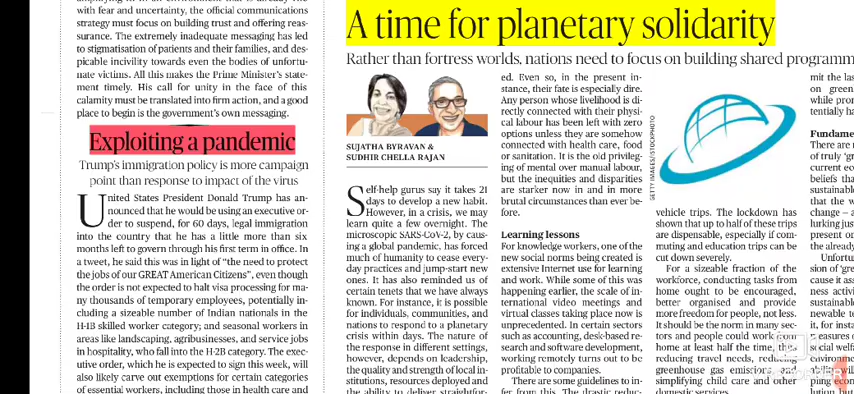 with fear and uncertainty, the official communications
strategy must focus on building trust and offering reas-
surance. The extremely inadequate messaging has led
to stigmatisation of patients and their families, and des-
picable incivility towards even the bodies of unfortu-
nate victims. All this makes the Prime Minister's state-
ment timely. His call for unity in the face of this
calamity must be translated into firm action, and a good
place to begin is the government's own messaging.
Exploiting a pandemic
Trump's immigration policy is more campaign
point than response to impact of the virus
United States President Donald Trump has an-
nounced that he would be using an executive or-
der to suspend, for 60 days, legal immigration
into the country that he has a little more than six
months left to govern through his first term in office. In
a tweet, he said this was in light of "the need to protect
the jobs of our GREAT American Citizens", even though
the order is not expected to halt visa processing for ma-
ny thousands of temporary employees, potentially in-
cluding a sizeable number of Indian nationals in the
H-1B skilled worker category; and seasonal workers in
areas like landscaping, agribusinesses, and service jobs
in hospitality, who fall into the H-2B category. The exec-
utive order, which he is expected to sign this week, will
also likely carve out exemptions for certain categories
of essential workers, including those in health care and
A time for planetary solidarity
Rather than fortress worlds, nations need to focus on building shared programm
SUJATHA BYRAVAN &
SUDHIR CHELLA RAJAN
Self-help gurus say it takes 21
days to develop a new habit.
However, in a crisis, we may
learn quite a few overnight. The
microscopic SARS-CoV-2, by caus-
ing a global pandemic, has forced
much of humanity to cease every-
day practices and jump-start new
ones. It has also reminded us of
certain tenets that we have always
known. For instance, it is possible
for individuals, communities, and
nations to respond to a planetary
crisis within days. The nature of
the response in different settings,
however, depends on leadership,
the quality and strength of local in-
stitutions, resources deployed and
the ability to deliver straightfor-
ed. Even so, in the present in-
stance, their fate is especially dire.
Any person whose livelihood is di-
rectly connected with their physi-
cal labour has been left with zero
options unless they are somehow
connected with health care, food
or sanitation. It is the old privileg-
ing of mental over manual labour,
but the inequities and disparities
are starker now in and in more
brutal circumstances than ever be-
fore.
Learning lessons
For knowledge workers, one of the
new social norms being created is
extensive Internet use for learning
and work. While some of this was
happening earlier, the scale of in-
ternational video meetings and
virtual classes taking place now is
unprecedented. In certain sectors
such as accounting, desk-based re-
search and software development,
working remotely turns out to be
profitable to companies.
There are some guidelines to in-
fer from this. The drastic reduc-
GETTY IMAGES/ISTOCKPHOTO
vehicle trips. The lockdown has
shown that up to half of these trips
are dispensable, especially if com-
muting and education trips can be
cut down severely.
For a sizeable fraction of the
workforce, conducting tasks from
home ought to be encouraged,
better organised and provide
more freedom for people, not less.
It should be the norm in many sec-
tors and people could work from
home at least half the time, thus
reducing travel needs, reducing
greenhouse gas emissions and
simplifying child care and other
domestic
mit the las
on green
while pron
tentially ha
Fundame
There are
of truly 'gr
current ec
beliefs tha
sustainabl
that the w
change – a
lurking jus
present or
the alread
Unfortu
sion of 'gre
cause it as
ness activi
sustainabl
newable te
it, for insta